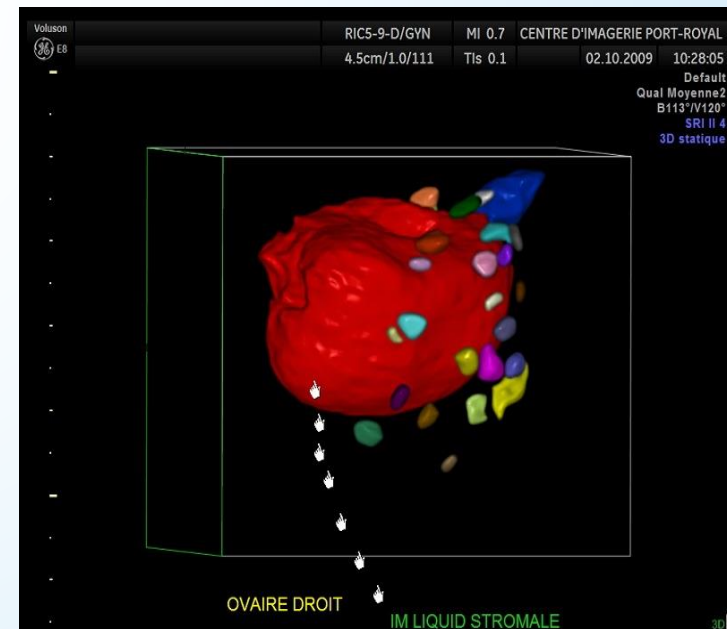 Voluson
E8
RIC5-9-D/GYN MI 0.7 CENTRE D'IMAGERIE PORT-ROYAL
4.5cm/1.0/111 TIs 0.1 02.10.2009 10:28:05
Default
Qual Moyenne2
B113°/V120°
SRI II 4
3D statique
OVAIRE DROIT
IM LIQUID STROMALE
3D